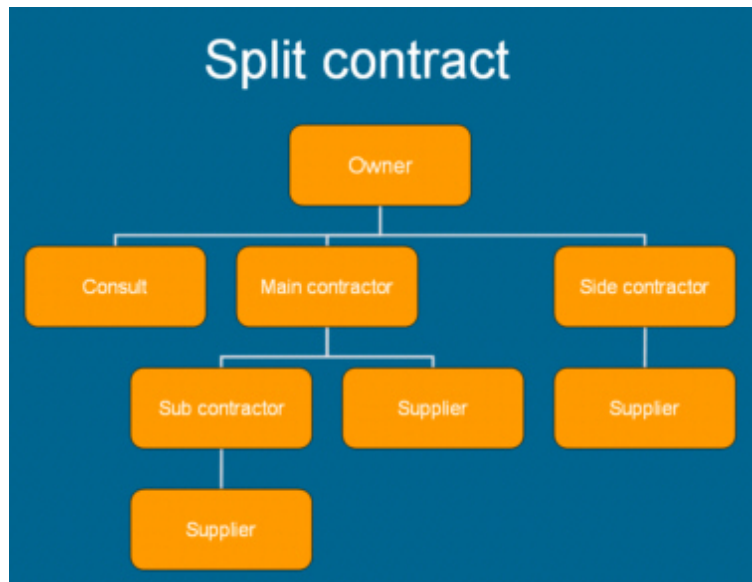 Split contract
Owner
Consult
Main contractor
Side contractor
Sub contractor
Supplier
Supplier
Supplier